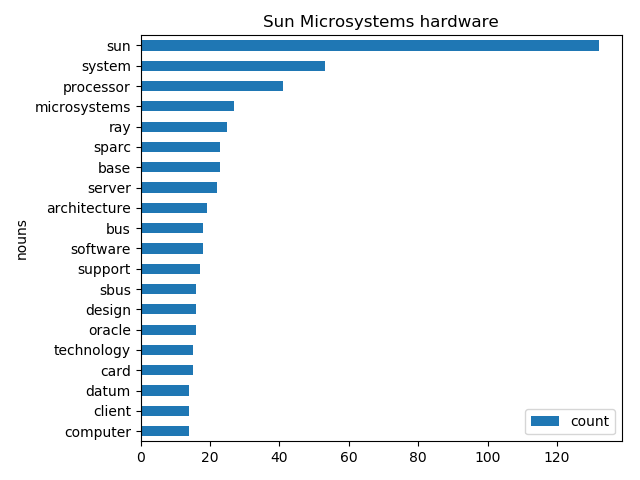 Sun Microsystems hardware
nouns
sun
system
processor
microsystems
ray
sparc
base
server
architecture
bus
software
support
sbus
design
oracle
technology
card
datum
client
computer
count
0 20 40 60 80 100 120